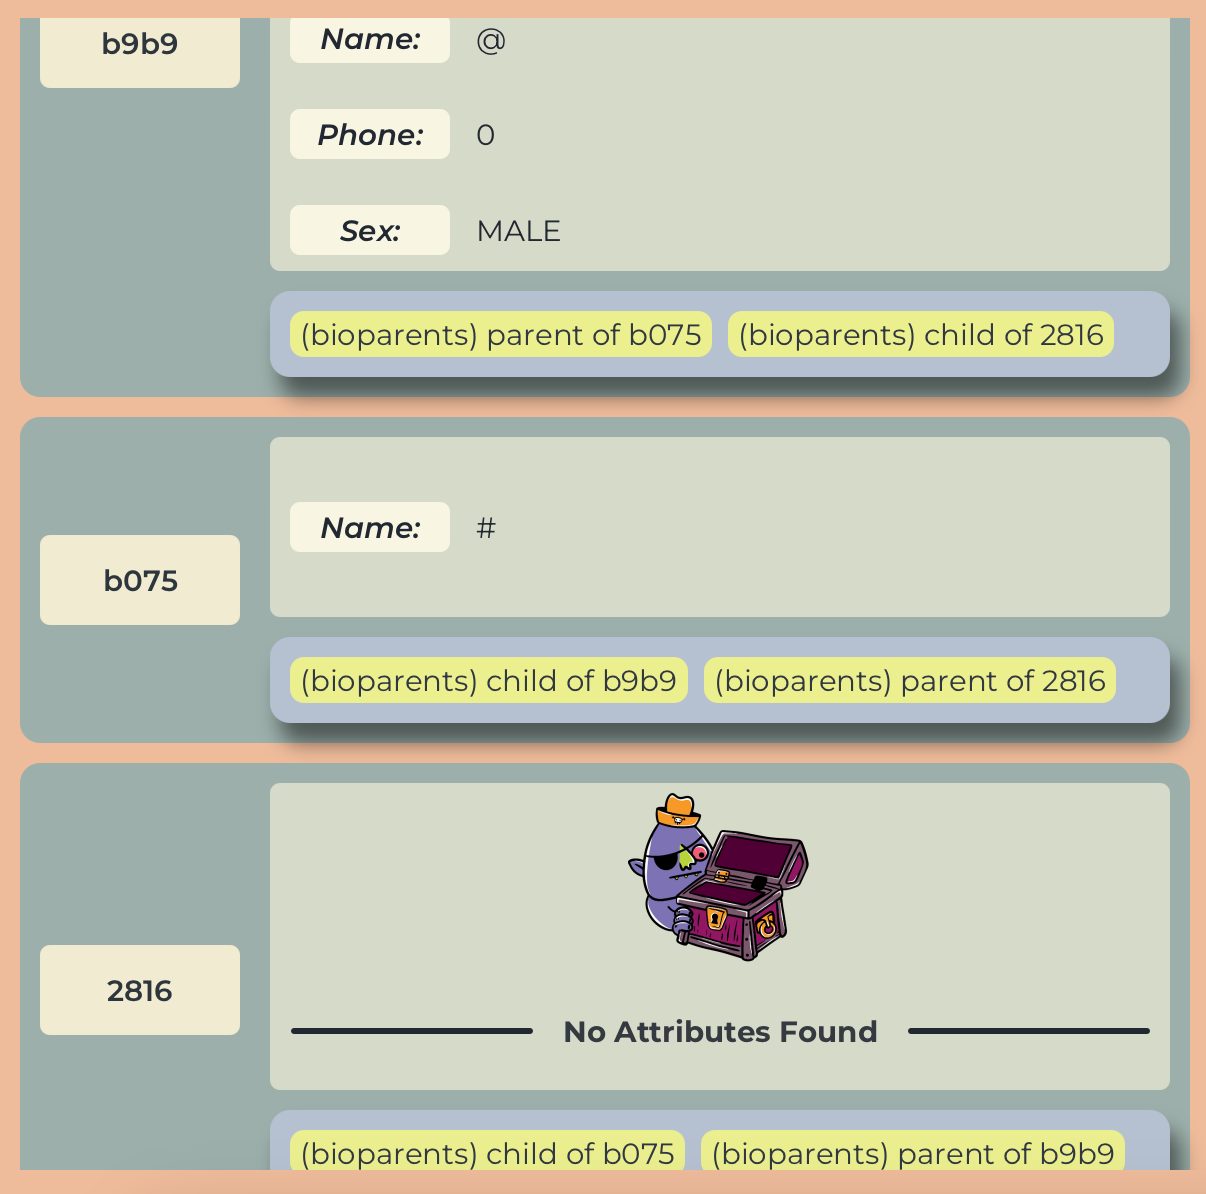 b9b9
Name: @
Phone: 0
Sex: MALE
(bioparents) parent of b075 (bioparents) child of 2816
b075
Name: #
(bioparents) child of b9b9 (bioparents) parent of 2816
2816
No Attributes Found
(bioparents) child of b075 (bioparents) parent of b9b9